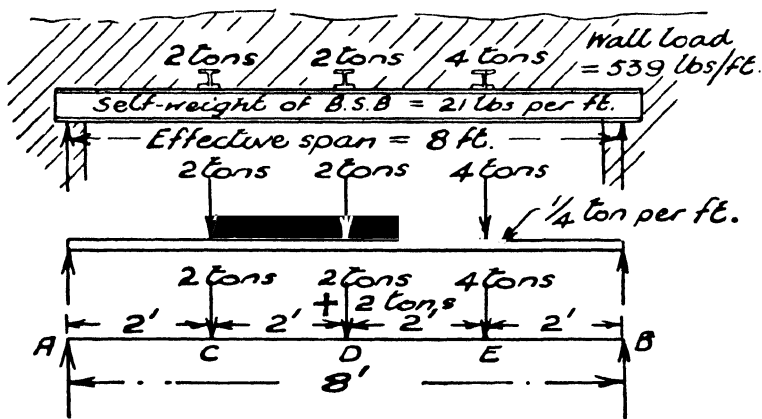 2 tons 2 tons 4 tons
Wall load
= 539 lbs/ft.
Self-weight of B.S.B = 21 lbs per ft.
Effective span = 8 ft.
2 tons 2 tons 4 tons
1/4 ton per ft.
2 tons 2 tons 4 tons
+ 2 tons
2' 2' 2' 2'
A C D E B
8'